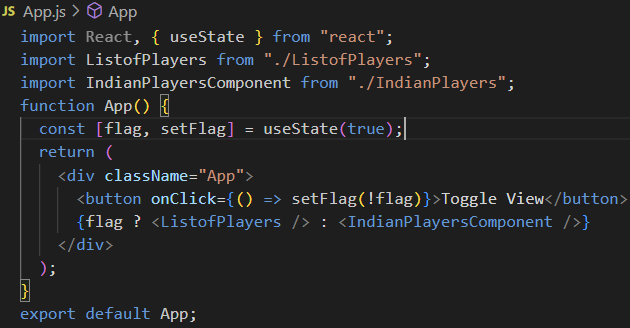 JS App.js > App
import React, { useState } from "react";
import ListofPlayers from "./ListofPlayers";
import IndianPlayersComponent from "./IndianPlayers";
function App() {
  const [flag, setFlag] = useState(true);
  return (
    <div className="App">
      <button onClick={() => setFlag(!flag)}>Toggle View</button>
      {flag ? <ListofPlayers /> : <IndianPlayersComponent />}
    </div>
  );
}
export default App;